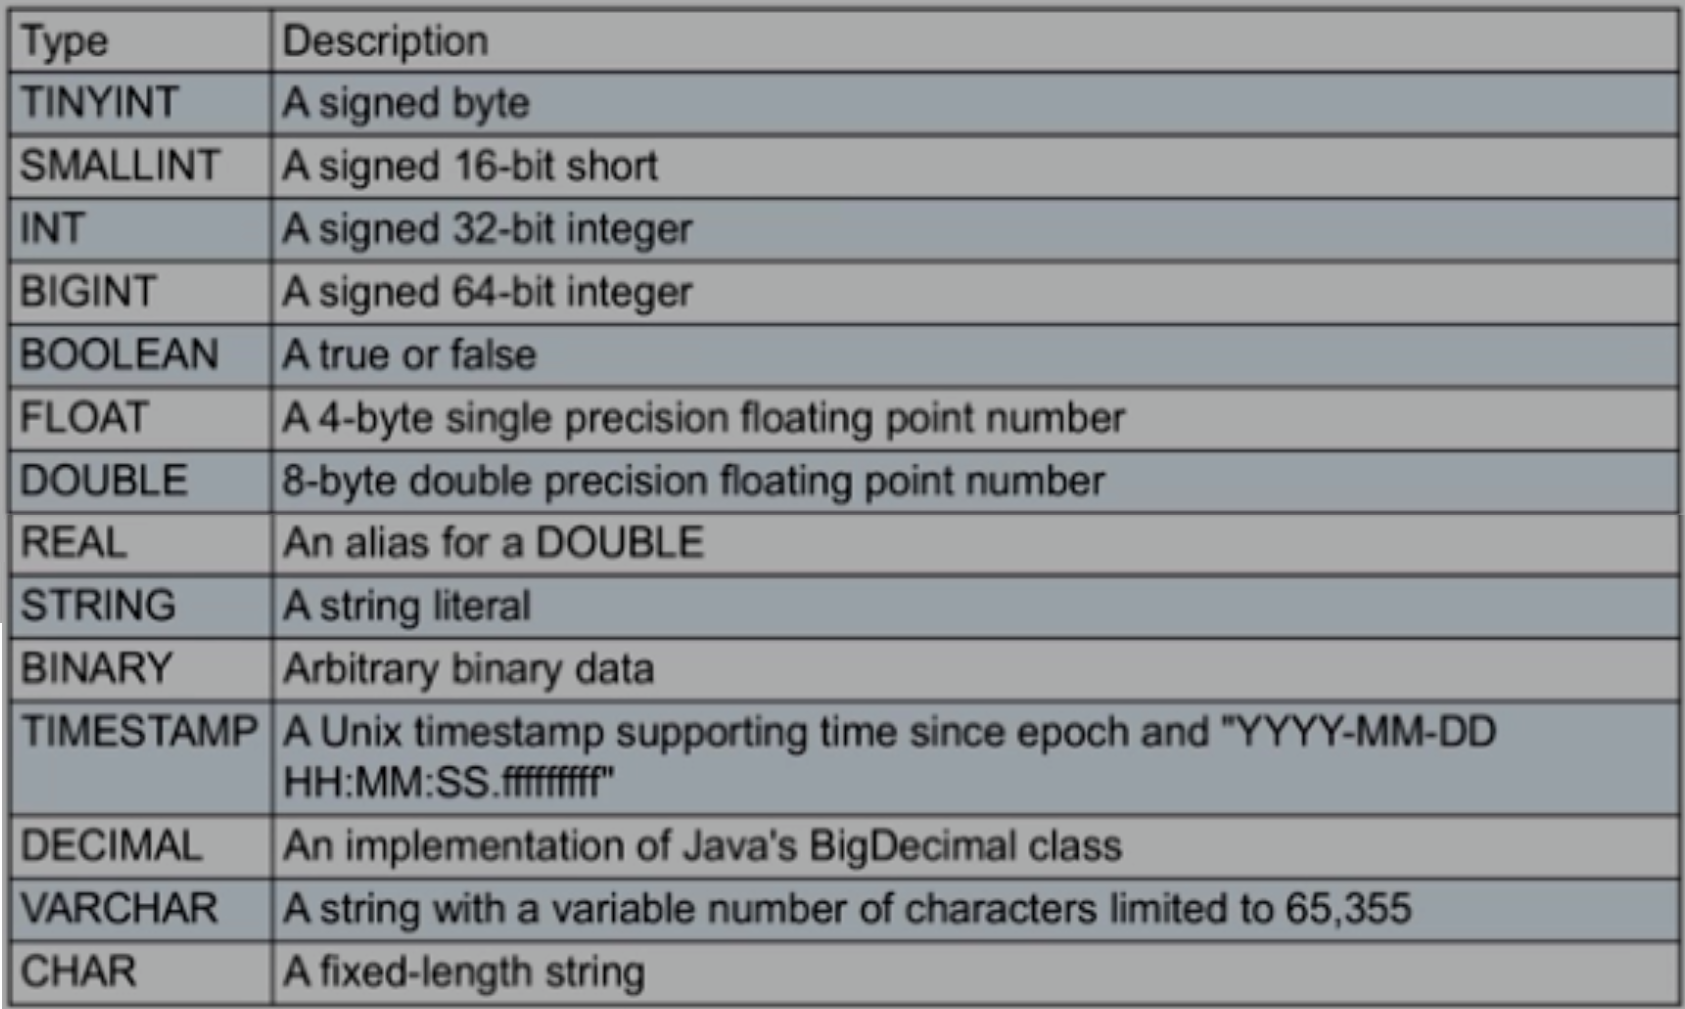 Type Description
TINYINT A signed byte
SMALLINT A signed 16-bit short
INT A signed 32-bit integer
BIGINT A signed 64-bit integer
BOOLEAN A true or false
FLOAT A 4-byte single precision floating point number
DOUBLE 8-byte double precision floating point number
REAL An alias for a DOUBLE
STRING A string literal
BINARY Arbitrary binary data
TIMESTAMP A Unix timestamp supporting time since epoch and "YYYY-MM-DD
HH:MM:SS.fffffffff"
DECIMAL An implementation of Java's BigDecimal class
VARCHAR A string with a variable number of characters limited to 65,355
CHAR A fixed-length string